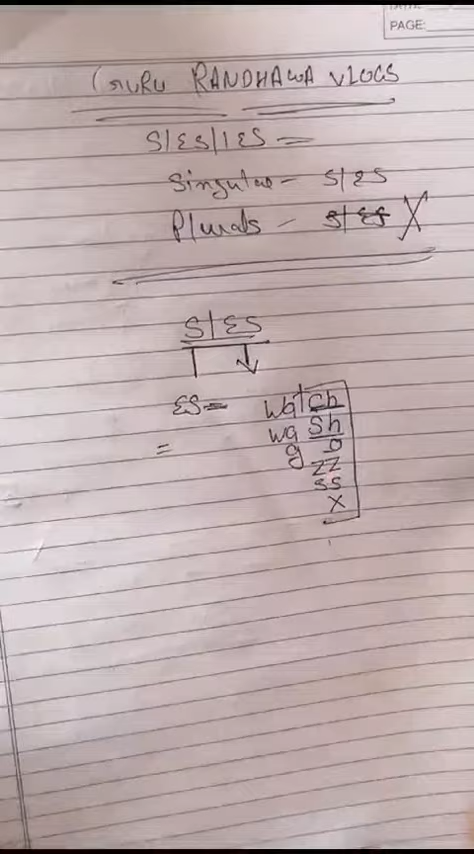 PAGE:
GURU RANDHAWA VLOGS
S/ES/IES =
Singular - S/ES
Plurals - S/ES X
S/ES
ES = watch
= wash
go
zz
ss
x